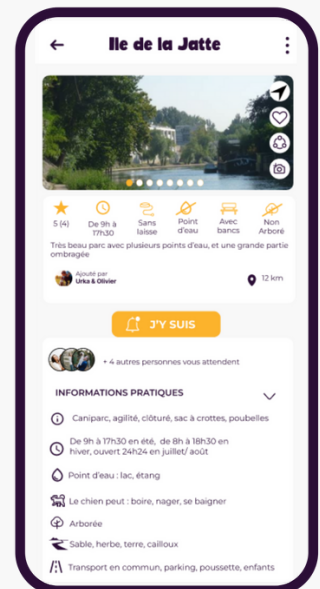 Ile de la Jatte
5 (4)
De 9h à
17h30
Sans
laisse
Point
d'eau
Avec
bancs
Non
Arboré
Très beau parc avec plusieurs points d'eau, et une grande partie
ombragée
Ajouté par
Urka & Olivier
12 km
J'Y SUIS
+ 4 autres personnes vous attendent
INFORMATIONS PRATIQUES
Caniparc, agilité, clôturé, sac à crottes, poubelles
De 9h à 17h30 en été, de 8h à 18h30 en
hiver, ouvert 24h24 en juillet/ août
Point d'eau : lac, étang
Le chien peut : boire, nager, se baigner
Arborée
Sable, herbe, terre, cailloux
Transport en commun, parking, poussette, enfants